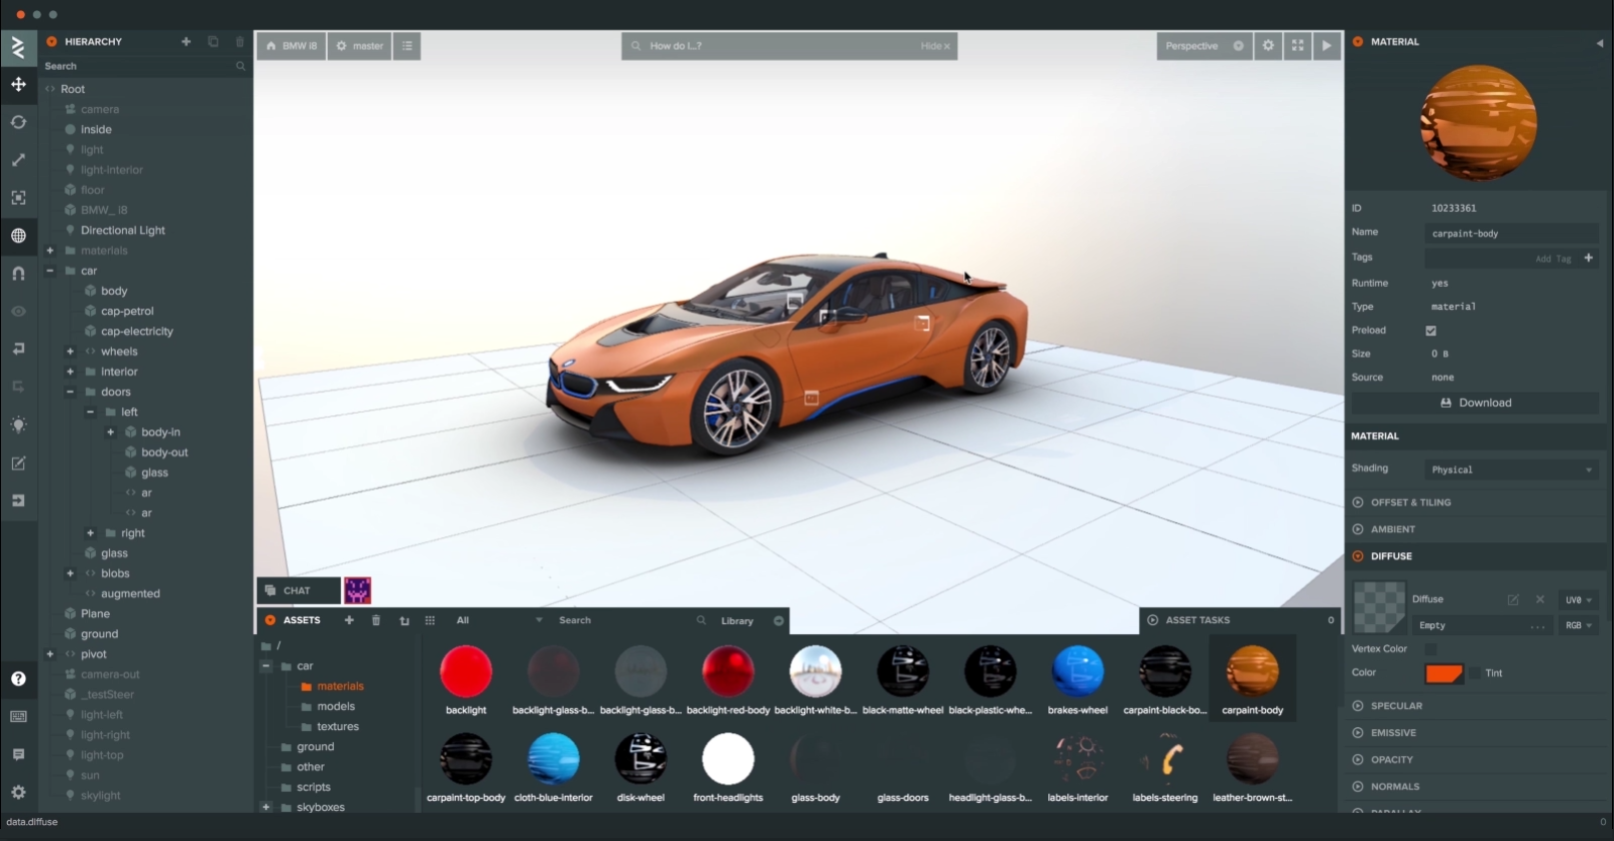 HIERARCHY
Search
Root
camera
inside
light
light-interior
floor
BMW_ i8
Directional Light
materials
car
body
cap-petrol
cap-electricity
wheels
interior
doors
left
body-in
body-out
glass
ar
ar
right
glass
blobs
augmented
Plane
ground
pivot
camera-out
_testSteer
light-left
light-right
light-top
sun
skylight
data.diffuse
BMW i8
master
How do I...?
Hide x
Perspective
CHAT
ASSETS
All
Search
Library
ASSET TASKS
0
/
car
materials
models
textures
ground
other
scripts
skyboxes
backlight
backlight-glass-b...
backlight-glass-b...
backlight-red-body
backlight-white-b...
black-matte-wheel
black-plastic-whe...
brakes-wheel
carpaint-black-bo...
carpaint-body
carpaint-top-body
cloth-blue-interior
disk-wheel
front-headlights
glass-body
glass-doors
headlight-glass-b...
labels-interior
labels-steering
leather-brown-st...
MATERIAL
ID 10233361
Name carpaint-body
Tags Add Tag
Runtime yes
Type material
Preload
Size 0 B
Source none
Download
MATERIAL
Shading Physical
OFFSET & TILING
AMBIENT
DIFFUSE
Diffuse UV0
Empty ... RGB
Vertex Color
Color Tint
SPECULAR
EMISSIVE
OPACITY
NORMALS
PARALLAX
0